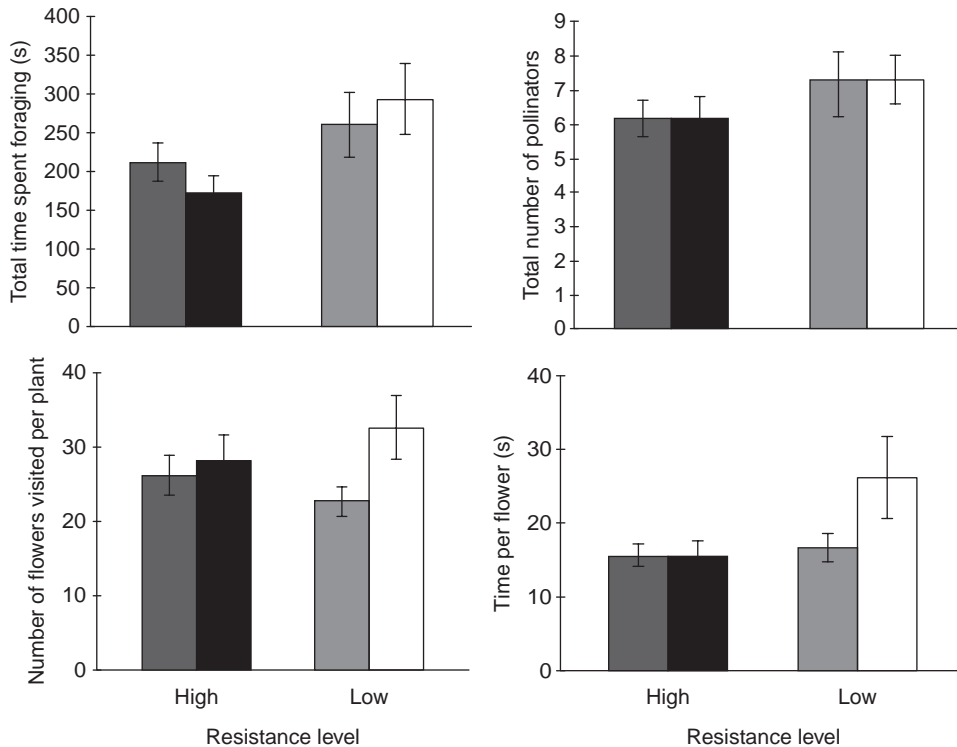 Total time spent foraging (s)
400
350
300
250
200
150
100
50
0
Total number of pollinators
9
8
7
6
5
4
3
2
1
0
Number of flowers visited per plant
40
30
20
10
0
High
Low
Resistance level
Time per flower (s)
40
30
20
10
0
High
Low
Resistance level